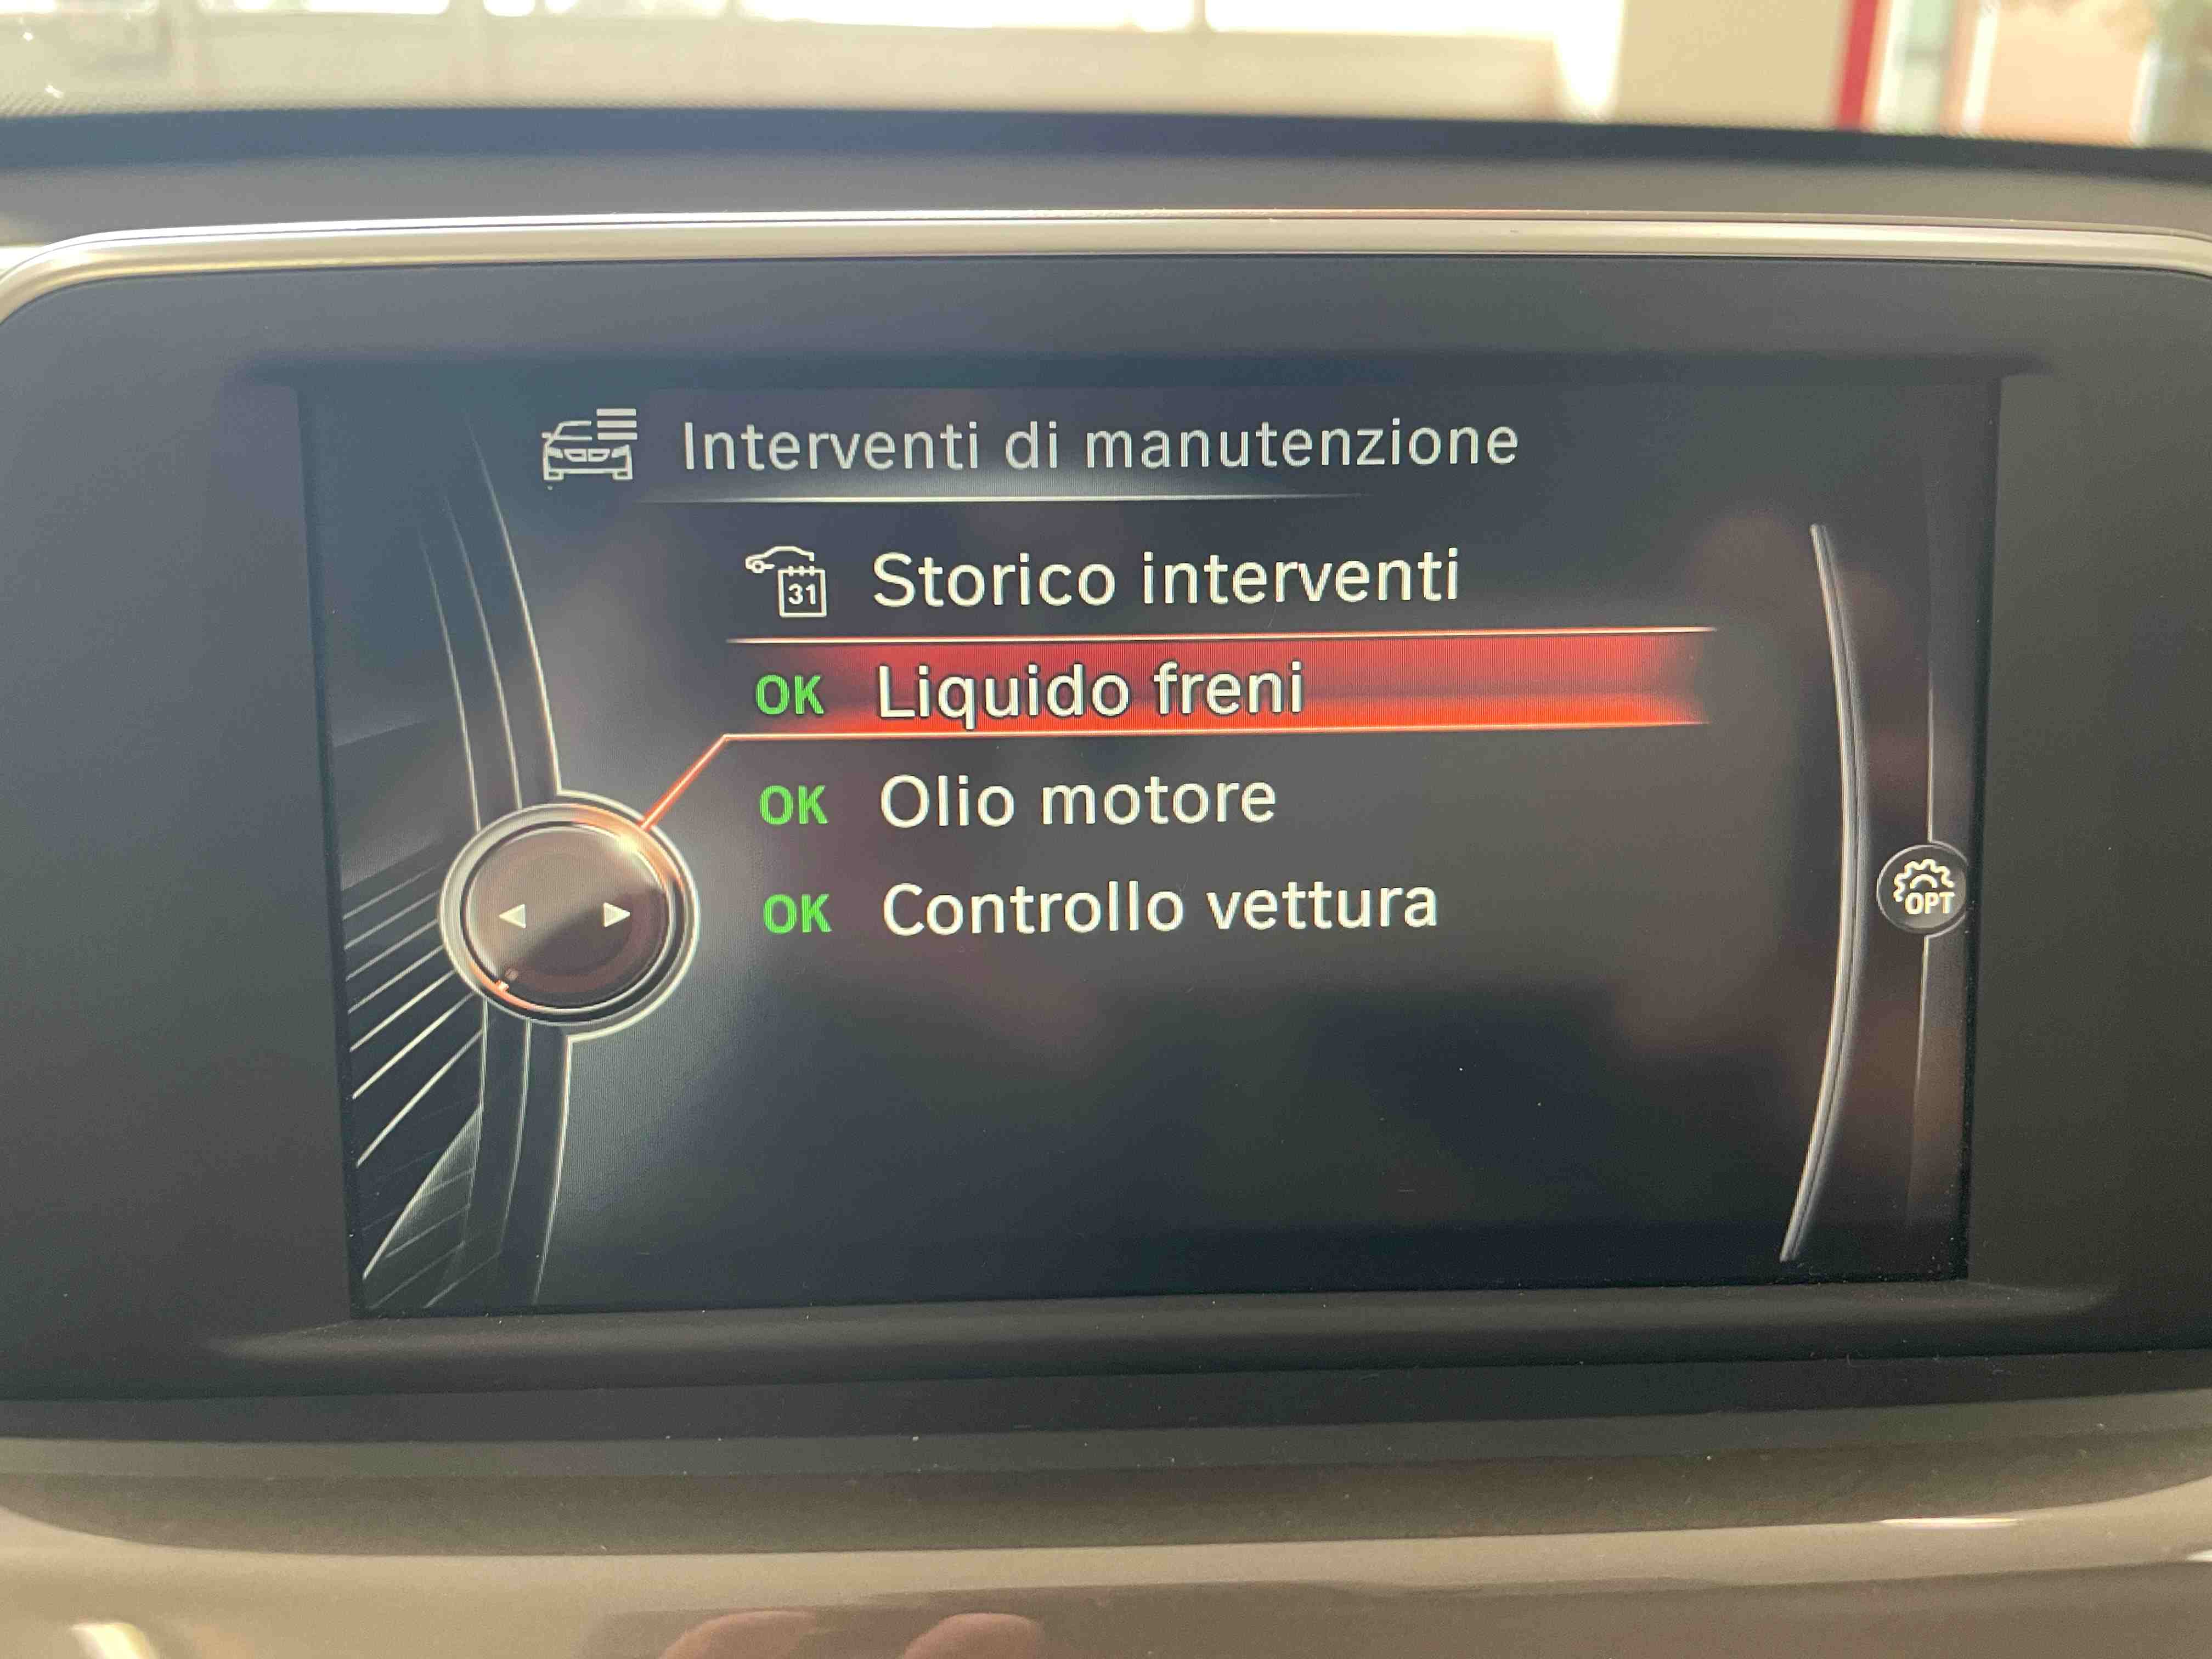 Interventi di manutenzione
31 Storico interventi
OK Liquido freni
OK Olio motore
OK Controllo vettura
OPT